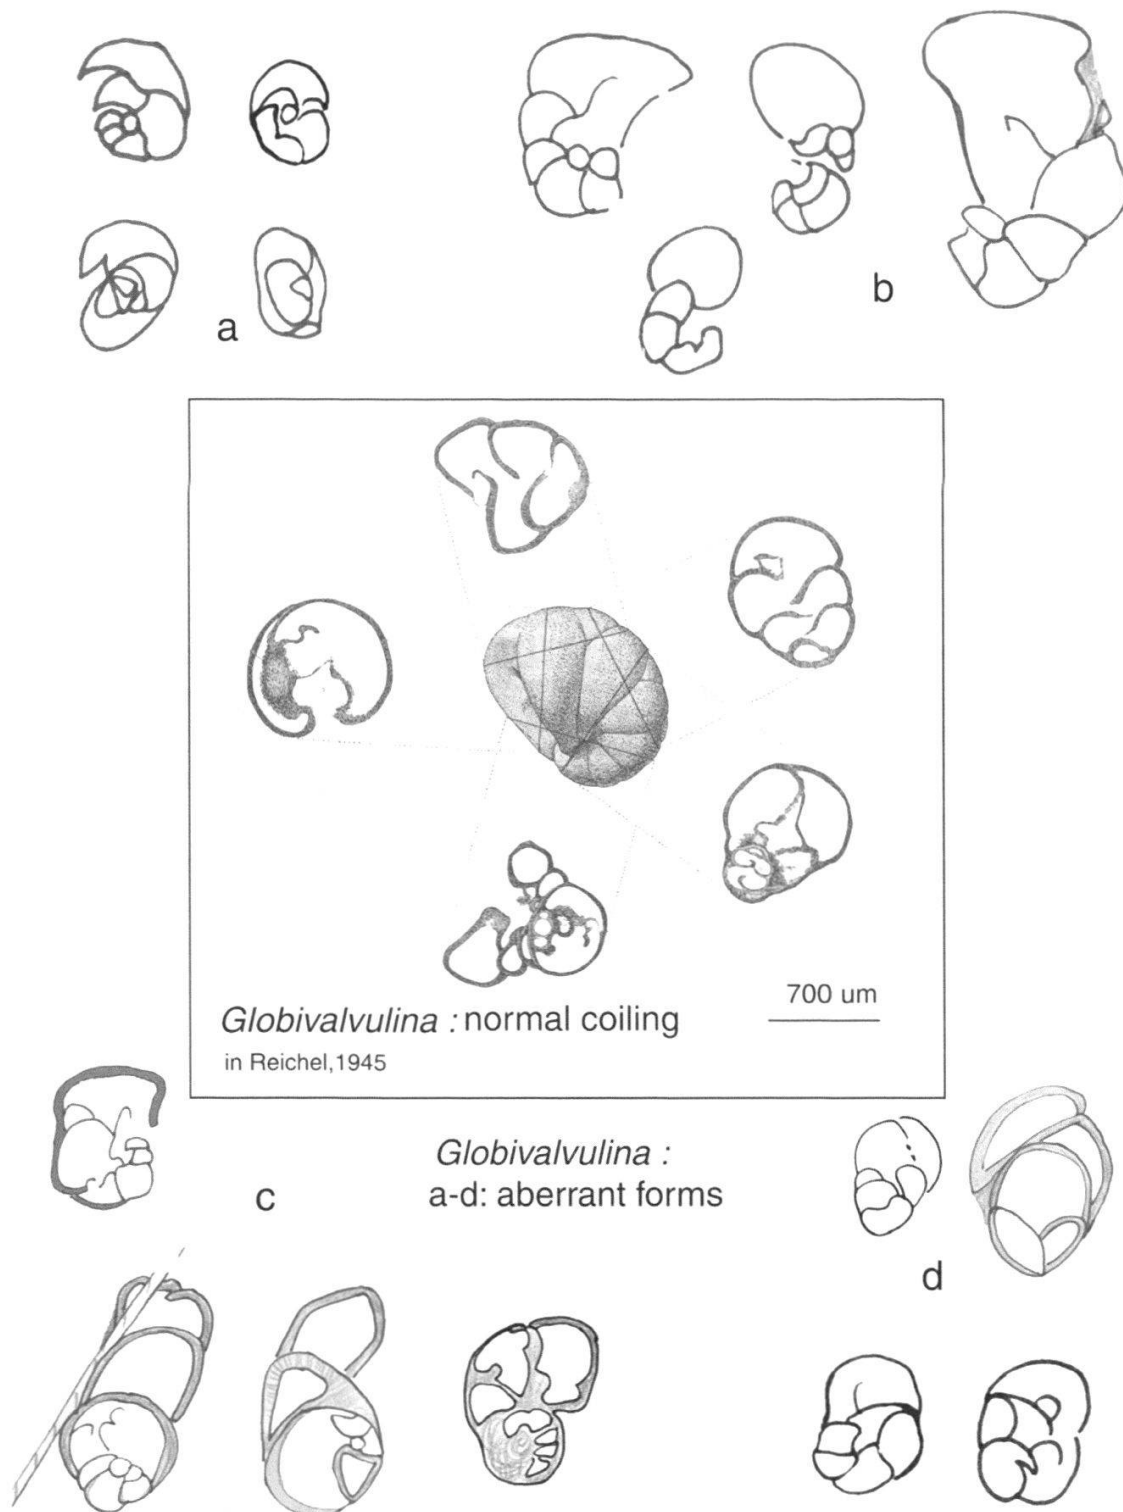 a
b
Globivalvulina : normal coiling
in Reichel,1945
700 um
Globivalvulina :
a-d: aberrant forms
c
d